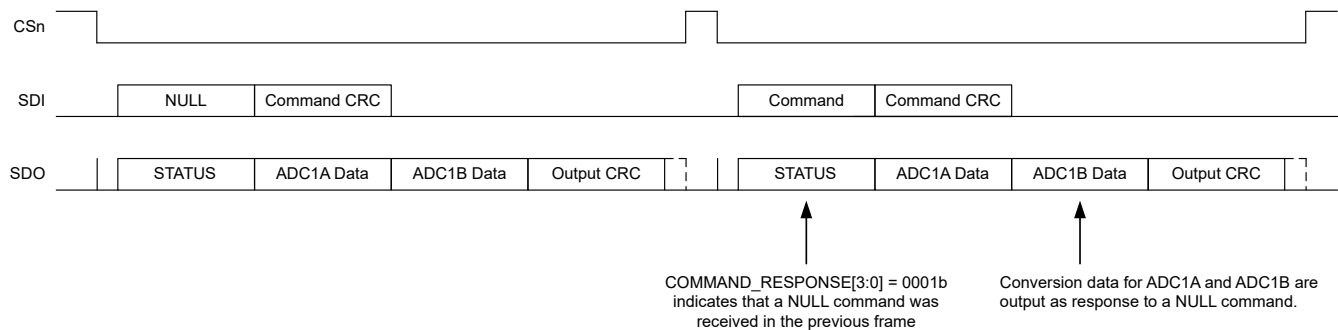 CSn
SDI NULL Command CRC Command Command CRC
SDO STATUS ADC1A Data ADC1B Data Output CRC STATUS ADC1A Data ADC1B Data Output CRC
COMMAND_RESPONSE[3:0] = 0001b
indicates that a NULL command was
received in the previous frame
Conversion data for ADC1A and ADC1B are
output as response to a NULL command.